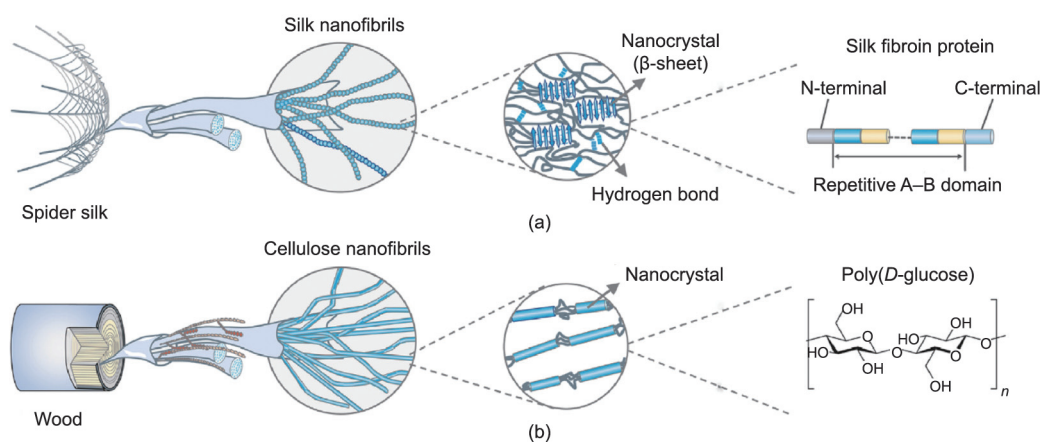 Silk nanofibrils
Nanocrystal
(β-sheet)
Silk fibroin protein
N-terminal
C-terminal
Repetitive A–B domain
Hydrogen bond
Spider silk
(a)
Cellulose nanofibrils
Nanocrystal
Poly(D-glucose)
OH
HO
O
OH
O
HO
O
OH
OH
O
OH
n
Wood
(b)